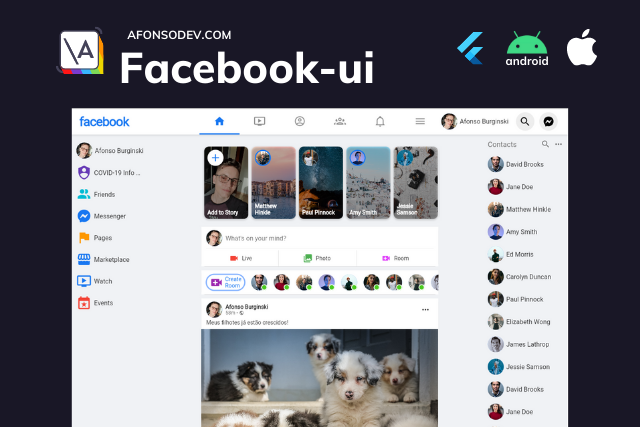 \A
AFONSODEV.COM
Facebook-ui
android
facebook
Afonso Burginski
Afonso Burginski
COVID-19 Info ...
Friends
Messenger
Pages
Marketplace
Watch
Events
Add to Story
Matthew
Hinkle
Paul Pinnock
Amy Smith
Jessie
Samson
What's on your mind?
Live
Photo
Room
Create
Room
Afonso Burginski
Meus filhotes já estão crescidos!
Contacts
David Brooks
Jane Doe
Matthew Hinkle
Amy Smith
Ed Morris
Carolyn Duncan
Paul Pinnock
Elizabeth Wong
James Lathrop
Jessie Samson
David Brooks
Jane Doe